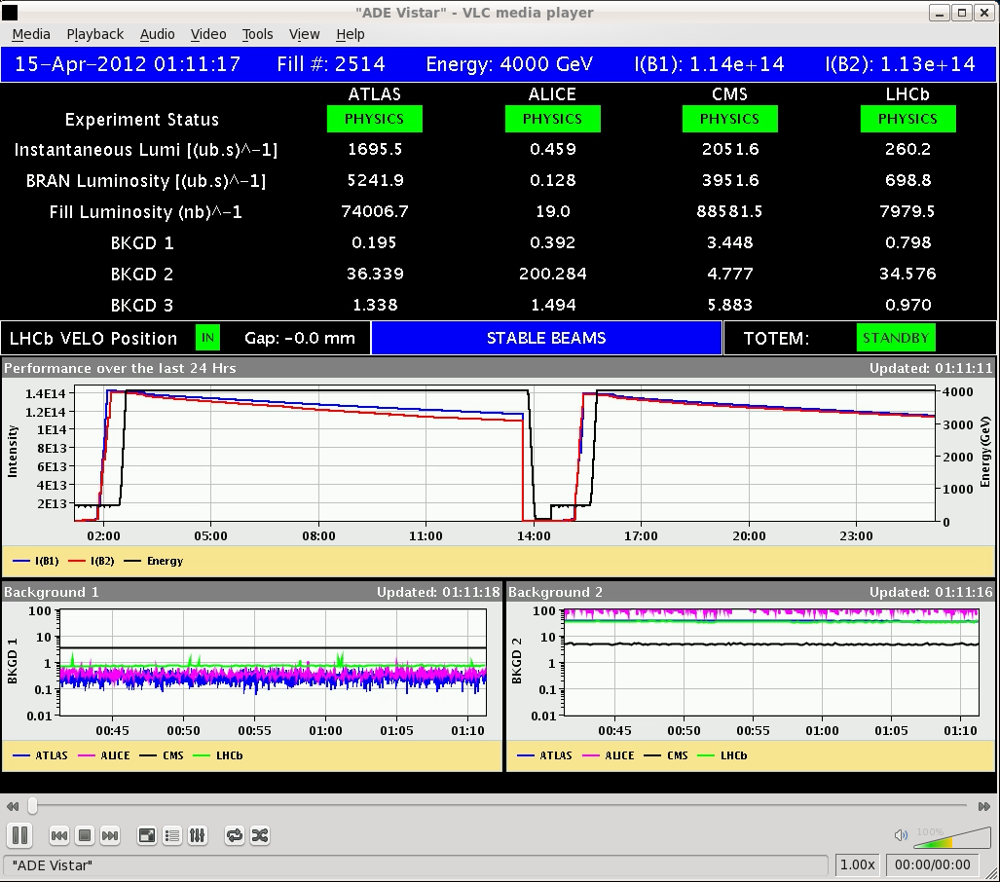 "ADE Vistar" - VLC media player
Media Playback Audio Video Tools View Help
15-Apr-2012 01:11:17 Fill #: 2514 Energy: 4000 GeV I(B1): 1.14e+14 I(B2): 1.13e+14
ATLAS ALICE CMS LHCb
Experiment Status PHYSICS PHYSICS PHYSICS PHYSICS
Instantaneous Lumi [(ub.s)^-1] 1695.5 0.459 2051.6 260.2
BRAN Luminosity [(ub.s)^-1] 5241.9 0.128 3951.6 698.8
Fill Luminosity (nb)^-1 74006.7 19.0 88581.5 7979.5
BKGD 1 0.195 0.392 3.448 0.798
BKGD 2 36.339 200.284 4.777 34.576
BKGD 3 1.338 1.494 5.883 0.970
LHCb VELO Position IN Gap: -0.0 mm STABLE BEAMS TOTEM: STANDBY
Performance over the last 24 Hrs Updated: 01:11:11
1.4E14 4000
1.2E14
1E14 3000
8E13
6E13 2000
4E13 1000
2E13
0
Intensity
Energy(GeV)
02:00 05:00 08:00 11:00 14:00 17:00 20:00 23:00
I(B1) I(B2) Energy
Background 1 Updated: 01:11:18
100
10
1
0.1
0.01
BKGD 1
00:45 00:50 00:55 01:00 01:05 01:10
ATLAS ALICE CMS LHCb
Background 2 Updated: 01:11:16
100
10
1
0.1
0.01
BKGD 2
00:45 00:50 00:55 01:00 01:05 01:10
ATLAS ALICE CMS LHCb
100%
"ADE Vistar" 1.00x 00:00/00:00